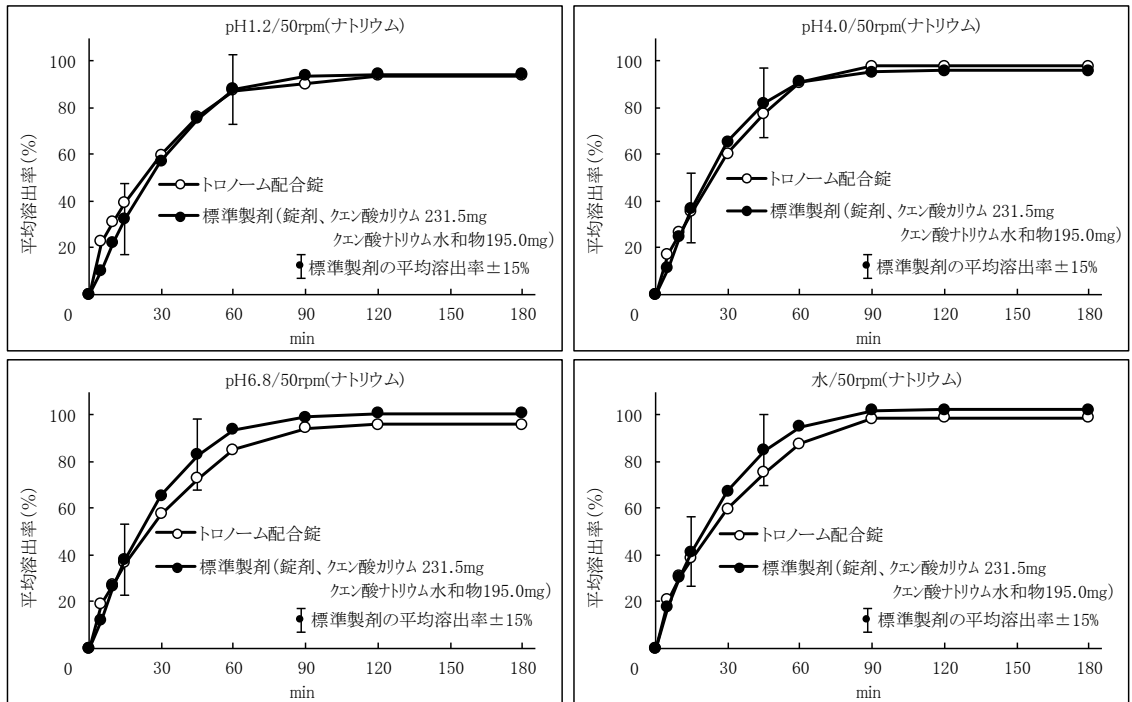 pH1.2/50rpm(ナトリウム)
平均溶出率(%)
100
80
60
40
20
0
トロノーム配合錠
標準製剤(錠剤、クエン酸カリウム 231.5mg
クエン酸ナトリウム水和物195.0mg)
標準製剤の平均溶出率±15%
30 60 90 120 150 180
min
pH4.0/50rpm(ナトリウム)
平均溶出率(%)
100
80
60
40
20
0
トロノーム配合錠
標準製剤(錠剤、クエン酸カリウム 231.5mg
クエン酸ナトリウム水和物195.0mg)
標準製剤の平均溶出率±15%
30 60 90 120 150 180
min
pH6.8/50rpm(ナトリウム)
平均溶出率(%)
100
80
60
40
20
0
トロノーム配合錠
標準製剤(錠剤、クエン酸カリウム 231.5mg
クエン酸ナトリウム水和物195.0mg)
標準製剤の平均溶出率±15%
30 60 90 120 150 180
min
水/50rpm(ナトリウム)
平均溶出率(%)
100
80
60
40
20
0
トロノーム配合錠
標準製剤(錠剤、クエン酸カリウム 231.5mg
クエン酸ナトリウム水和物195.0mg)
標準製剤の平均溶出率±15%
30 60 90 120 150 180
min